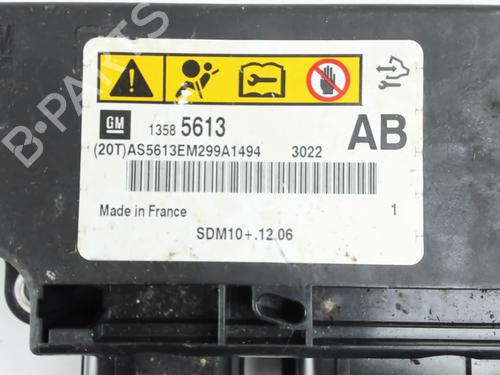 GM 1358 5613 AB
(20T)AS5613EM299A1494 3022
Made in France 1
SDM10+.12.06
B-PARTS